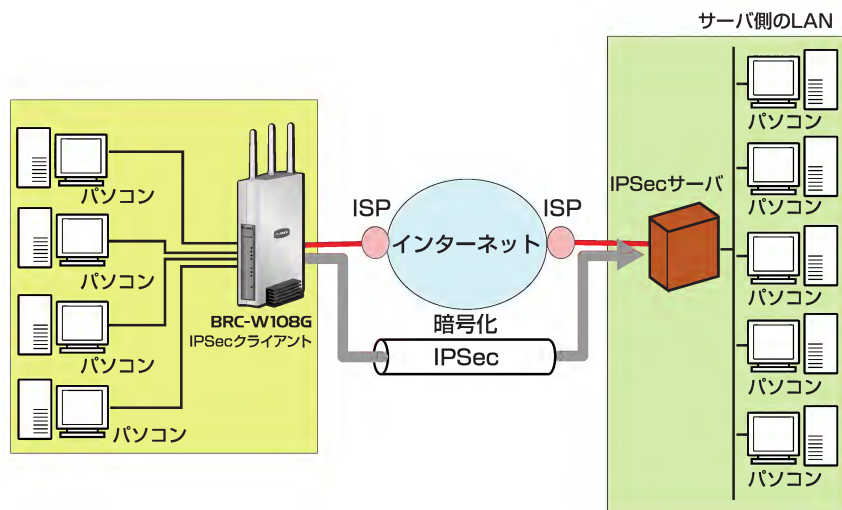 サーバ側のLAN
パソコン
パソコン
パソコン
パソコン
BRC-W108G
IPSecクライアント
ISP
インターネット
ISP
暗号化
IPSec
IPSecサーバ
パソコン
パソコン
パソコン
パソコン
パソコン